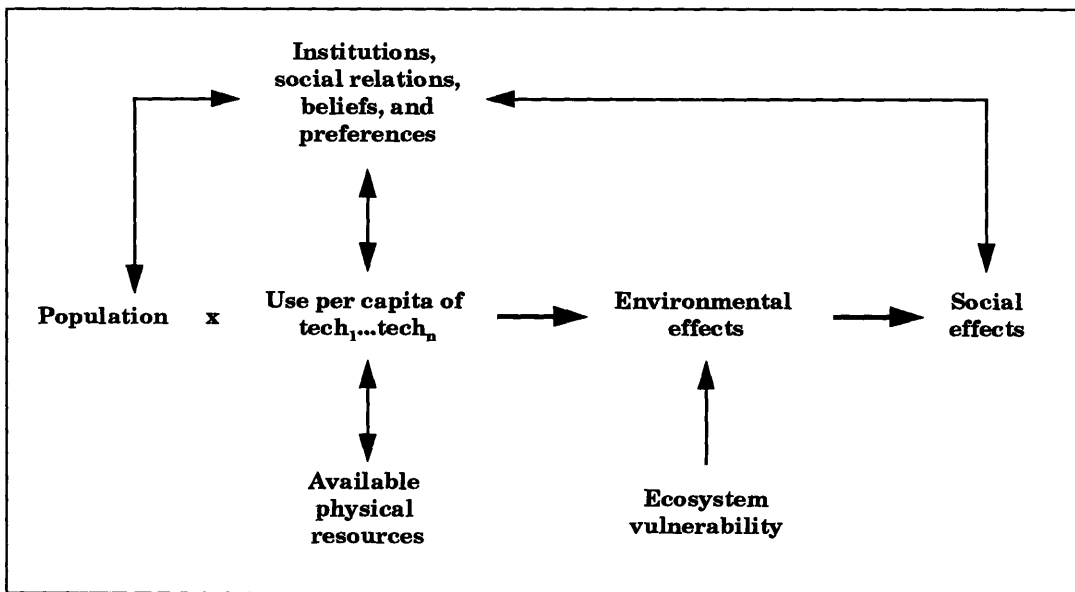 Institutions,
social relations,
beliefs, and
preferences
Population x Use per capita of
tech₁...techₙ
Environmental
effects
Social
effects
Available
physical
resources
Ecosystem
vulnerability